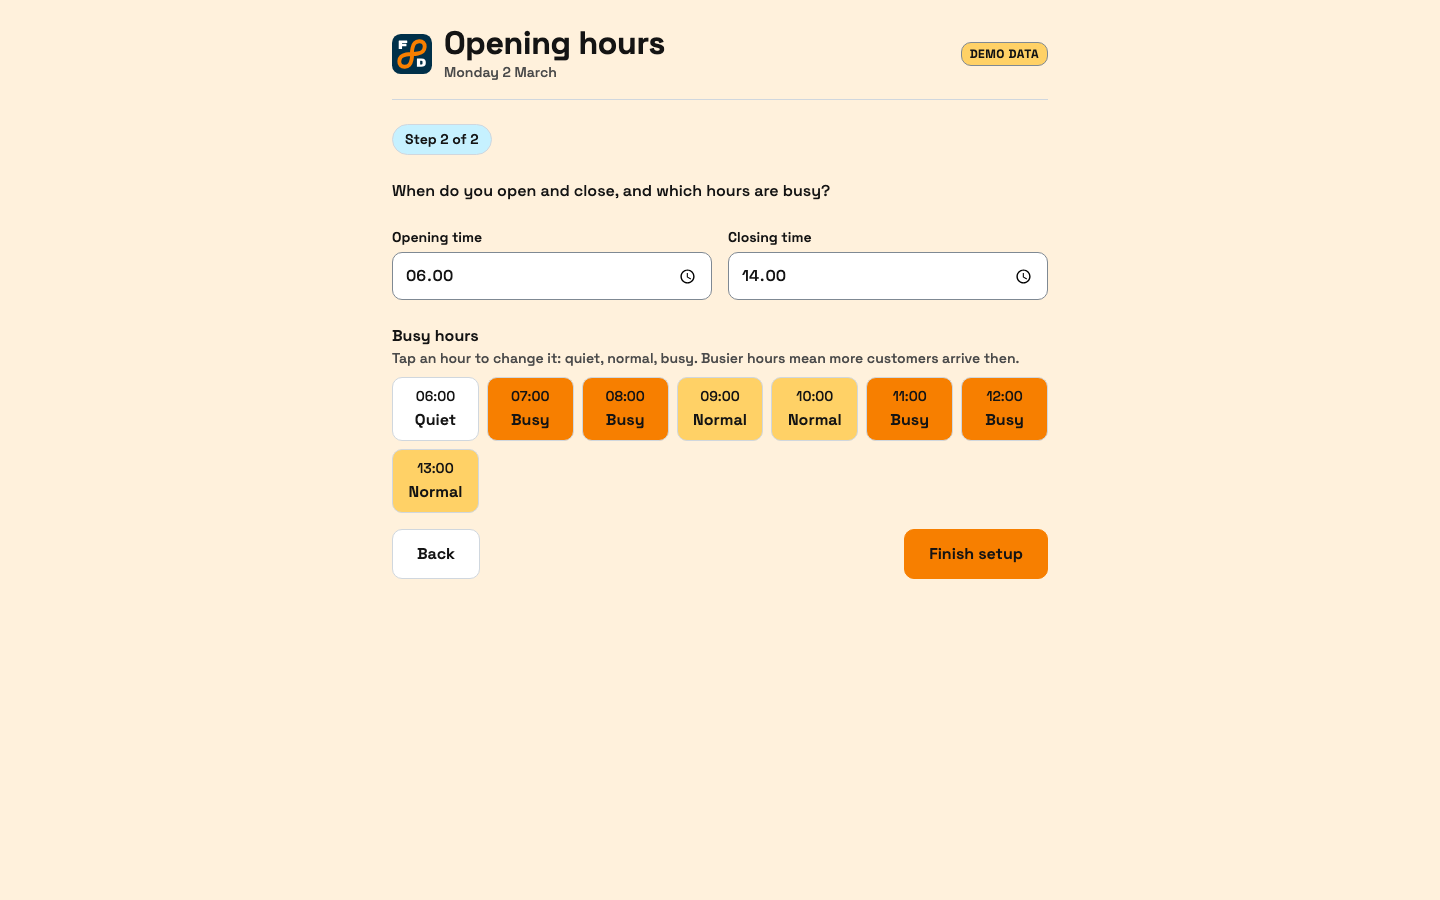 F
D
Opening hours
Monday 2 March
DEMO DATA
Step 2 of 2
When do you open and close, and which hours are busy?
Opening time
Closing time
06.00
14.00
Busy hours
Tap an hour to change it: quiet, normal, busy. Busier hours mean more customers arrive then.
06:00 07:00 08:00 09:00 10:00 11:00 12:00
Quiet Busy Busy Normal Normal Busy Busy
13:00
Normal
Back
Finish setup